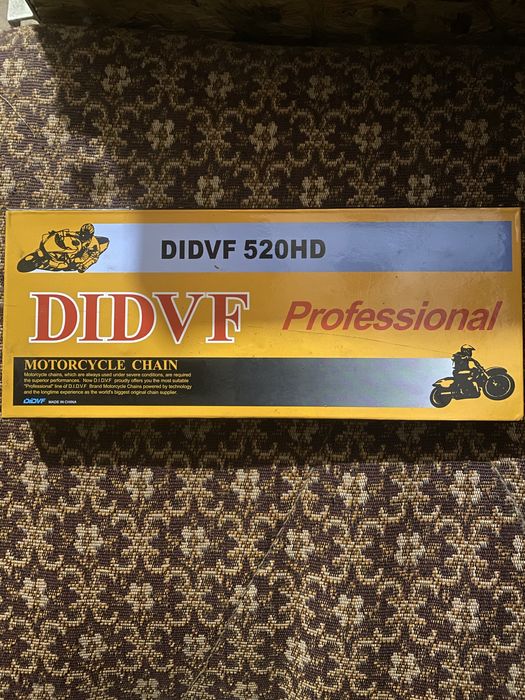 DIDVF 520HD
DIDVF Professional
MOTORCYCLE CHAIN
Motorcycle chains, which are always used under severe conditions, are required
the superior performances. Now D.I.D.V.F proudly offers you the most suitable
"Professional" line of D.I.D.V.F Brand Motorcycle Chains powered by technology
and the longtime experience as the world's biggest original chain supplier.
DIDVF MADE IN CHINA